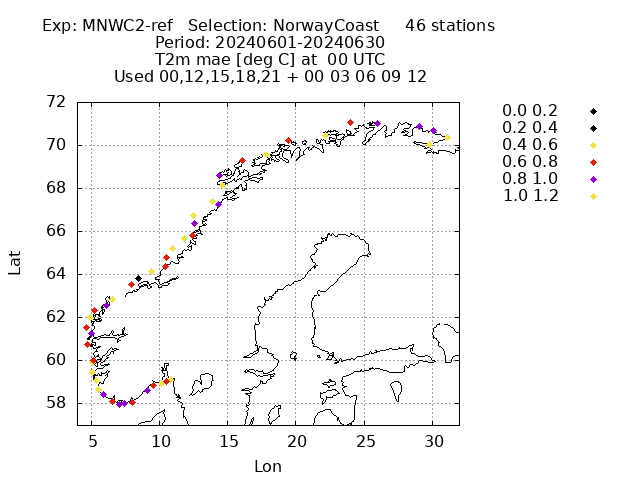 Exp: MNWC2-ref   Selection: NorwayCoast     46 stations
Period: 20240601-20240630
T2m mae [deg C] at  00 UTC
Used 00,12,15,18,21 + 00 03 06 09 12
72
70
68
66
64
62
60
58
Lat
5 10 15 20 25 30
Lon
0.0 0.2
0.2 0.4
0.4 0.6
0.6 0.8
0.8 1.0
1.0 1.2